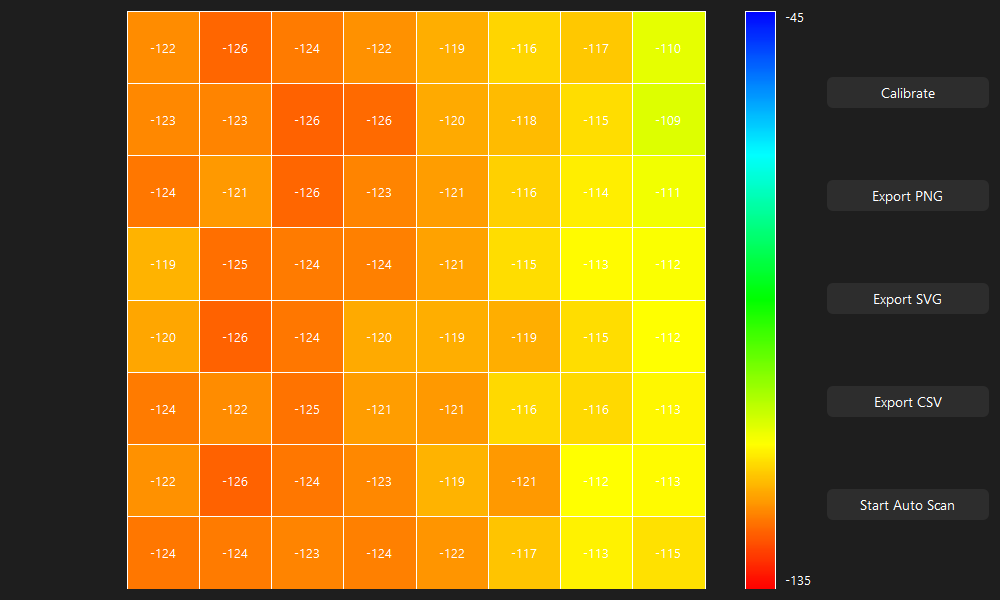 -122 -126 -124 -122 -119 -116 -117 -110
-123 -123 -126 -126 -120 -118 -115 -109
-124 -121 -126 -123 -121 -116 -114 -111
-119 -125 -124 -124 -121 -115 -113 -112
-120 -126 -124 -120 -119 -119 -115 -112
-124 -122 -125 -121 -121 -116 -116 -113
-122 -126 -124 -123 -119 -121 -112 -113
-124 -124 -123 -124 -122 -117 -113 -115
-45
-135
Calibrate
Export PNG
Export SVG
Export CSV
Start Auto Scan